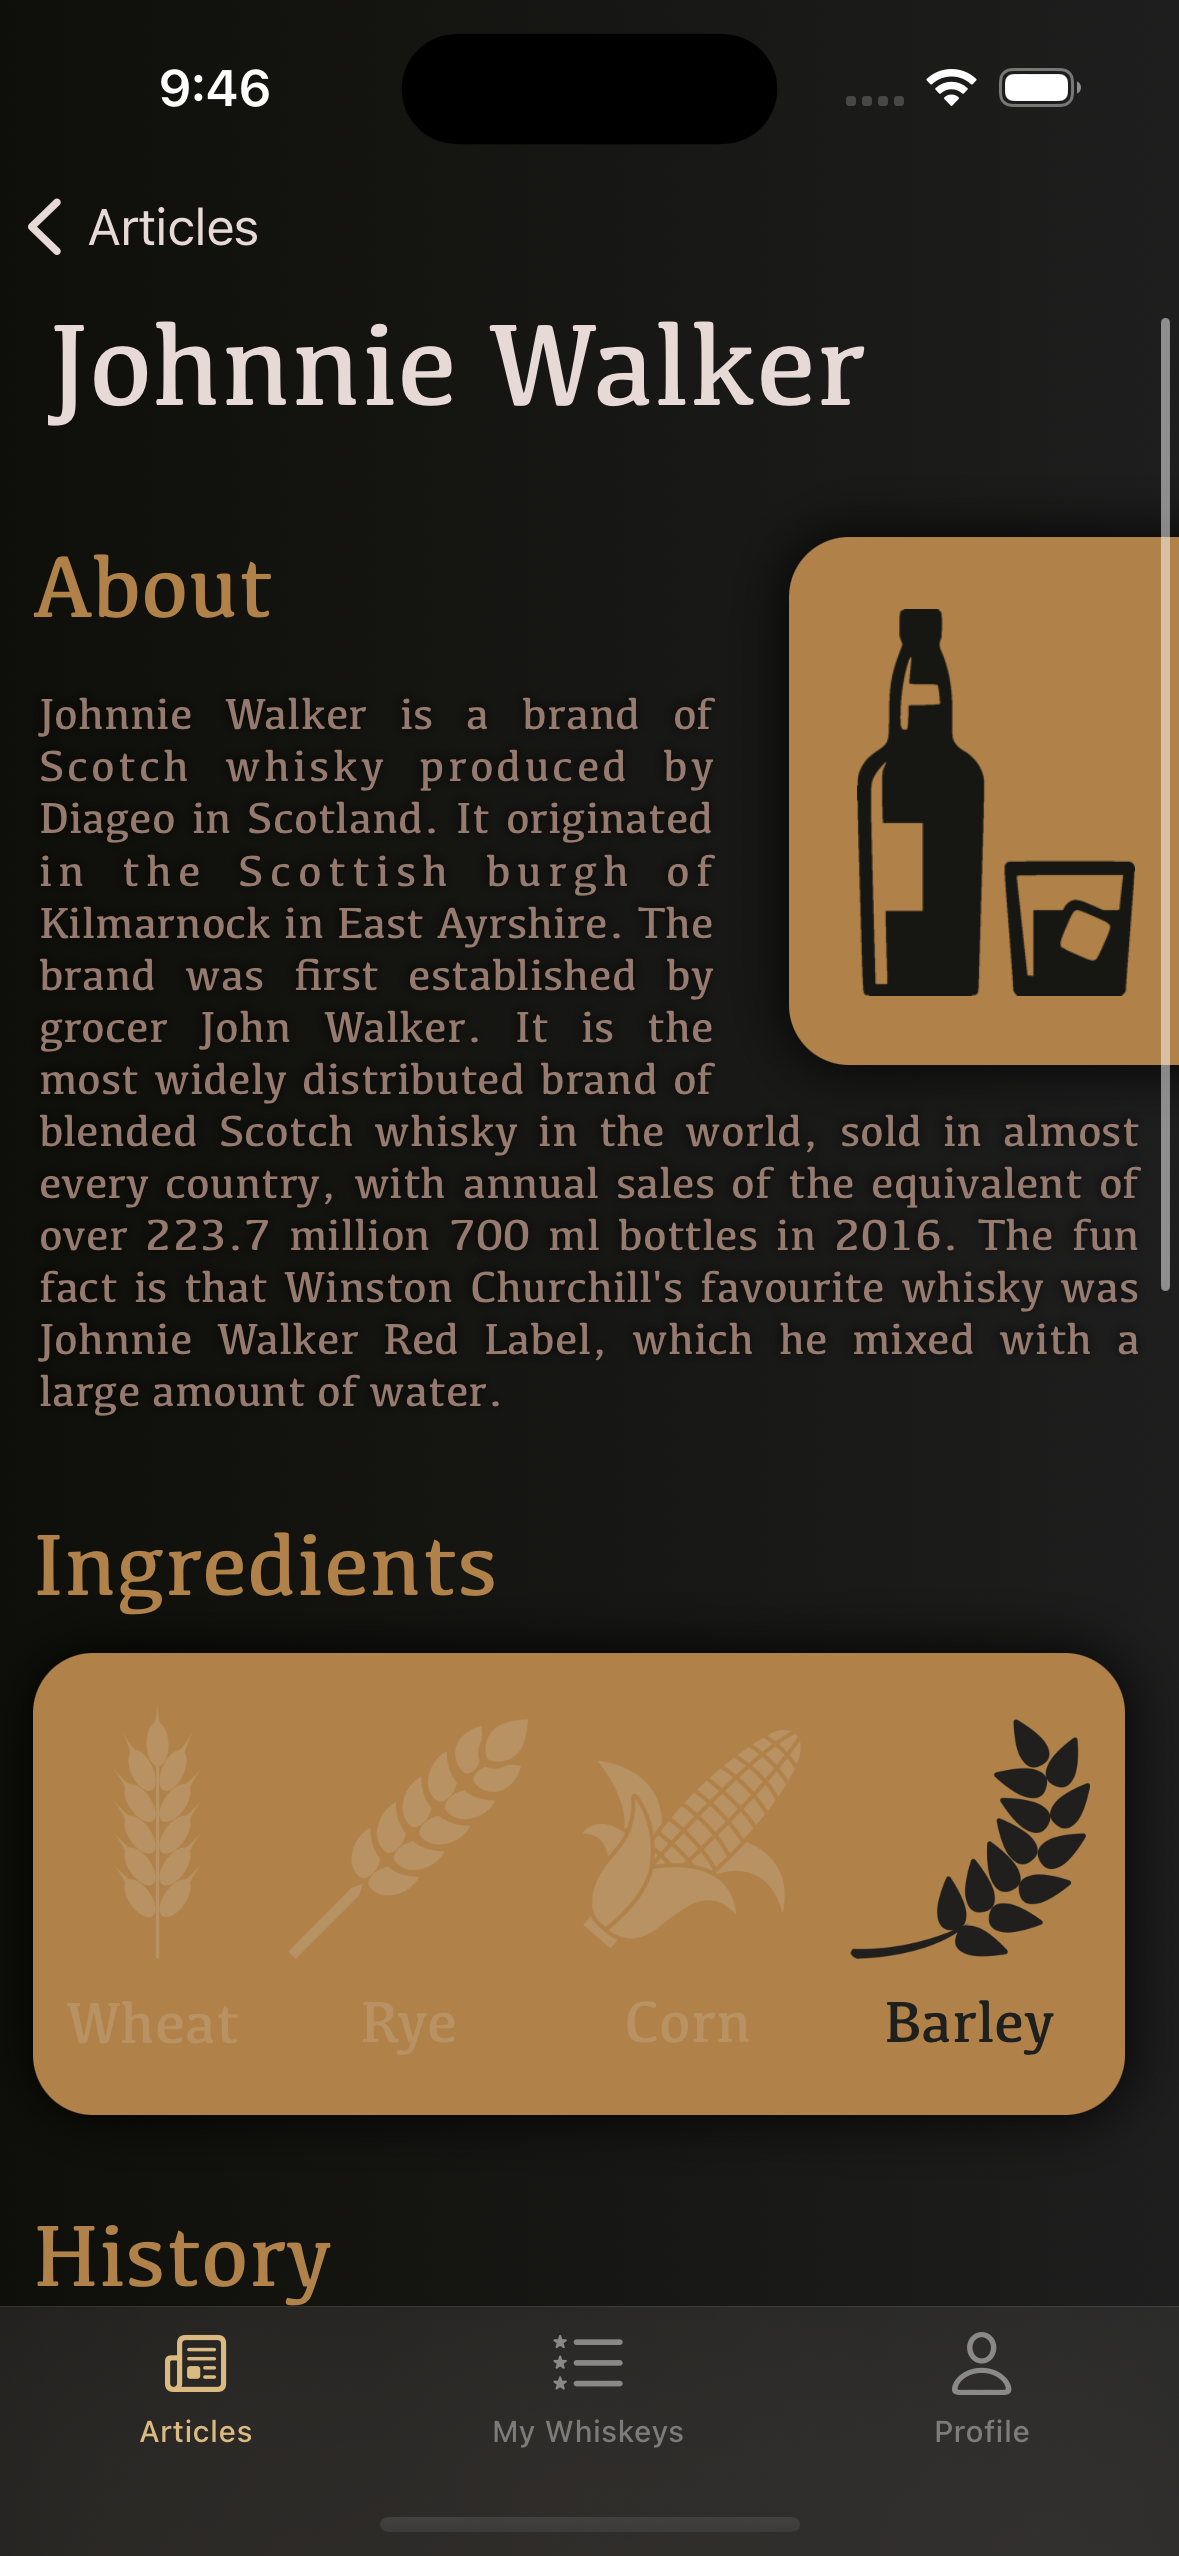 9:46
Articles
Johnnie Walker
About
Johnnie Walker is a brand of
Scotch whisky produced by
Diageo in Scotland. It originated
in the Scottish burgh of
Kilmarnock in East Ayrshire. The
brand was first established by
grocer John Walker. It is the
most widely distributed brand of
blended Scotch whisky in the world, sold in almost
every country, with annual sales of the equivalent of
over 223.7 million 700 ml bottles in 2016. The fun
fact is that Winston Churchill's favourite whisky was
Johnnie Walker Red Label, which he mixed with a
large amount of water.
Ingredients
Wheat Rye Corn Barley
History
Articles My Whiskeys Profile